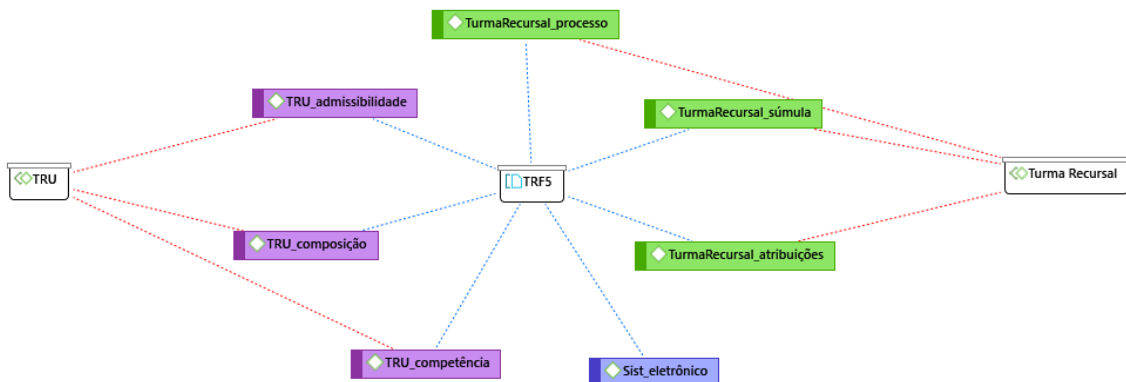 TurmaRecursal_processo
TRU_admissibilidade
TurmaRecursal_súmula
TRU
TRF5
Turma Recursal
TRU_composição
TurmaRecursal_atribuições
TRU_competência
Sist_eletrônico